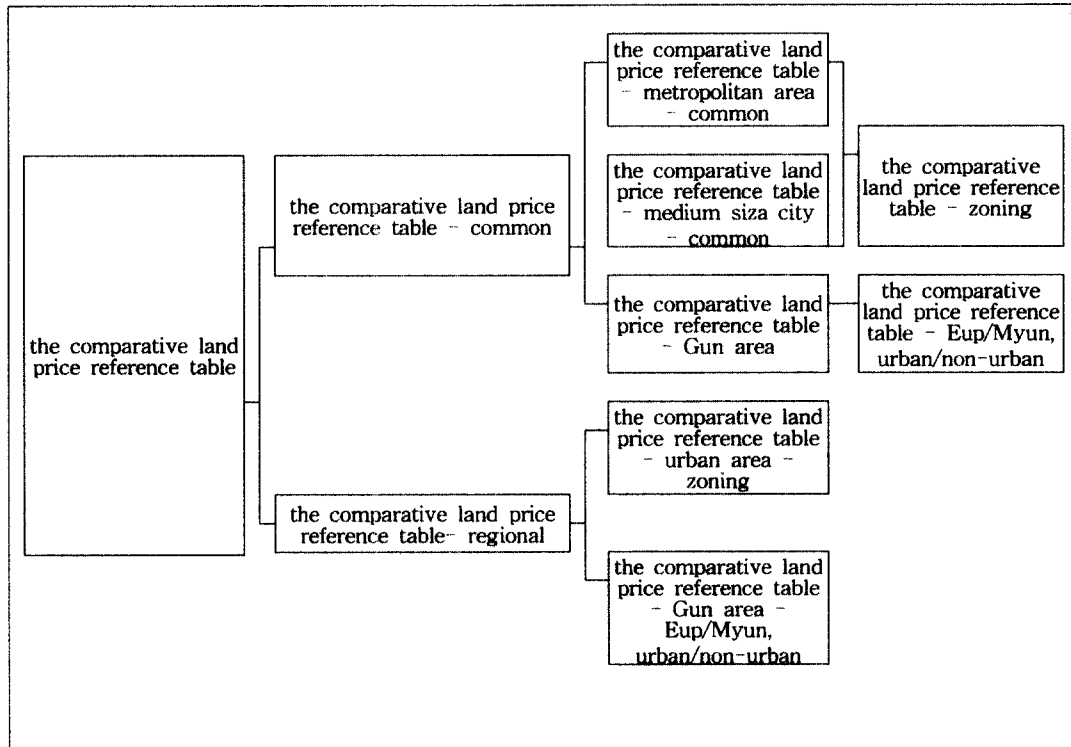 the comparative land
price reference table
the comparative land price
reference table - common
the comparative land
price reference table
- metropolitan area
- common
the comparative land
price reference table
- medium siza city
- common
the comparative
land price reference
table - zoning
the comparative land
price reference table
- Gun area
the comparative
land price reference
table - Eup/Myun,
urban/non-urban
the comparative land price
reference table- regional
the comparative land
price reference table
- urban area -
zoning
the comparative land
price reference table
- Gun area -
Eup/Myun,
urban/non-urban